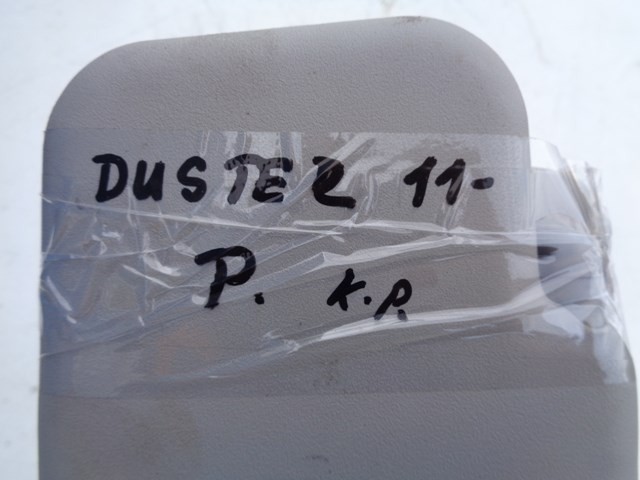 DUSTER 11-
P. K.P.